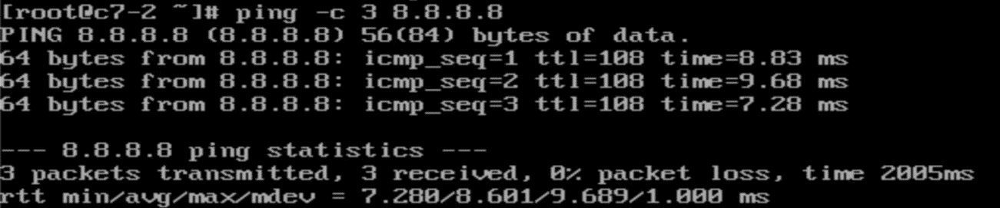 [root@c7-2 ~]# ping -c 3 8.8.8.8
PING 8.8.8.8 (8.8.8.8) 56(84) bytes of data.
64 bytes from 8.8.8.8: icmp_seq=1 ttl=108 time=8.83 ms
64 bytes from 8.8.8.8: icmp_seq=2 ttl=108 time=9.68 ms
64 bytes from 8.8.8.8: icmp_seq=3 ttl=108 time=7.28 ms
--- 8.8.8.8 ping statistics ---
3 packets transmitted, 3 received, 0% packet loss, time 2005ms
rtt min/avg/max/mdev = 7.280/8.601/9.689/1.000 ms